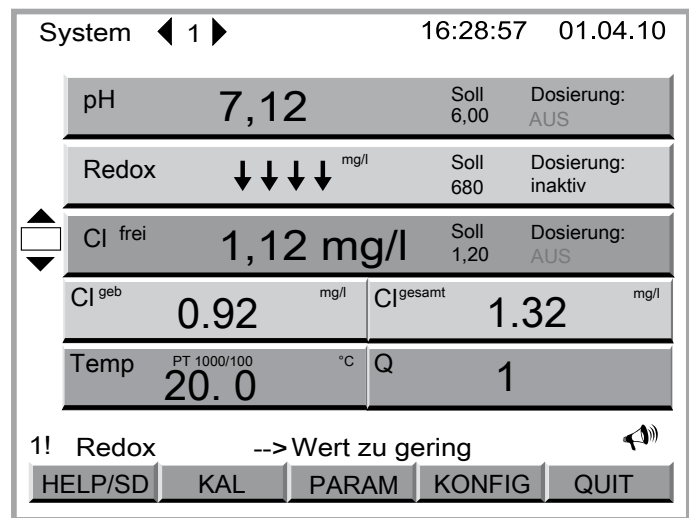 System 1 16:28:57 01.04.10
pH 7,12 Soll 6,00 Dosierung: AUS
Redox ↓↓↓↓ mg/l Soll 680 Dosierung: inaktiv
Cl frei 1,12 mg/l Soll 1,20 Dosierung: AUS
Cl geb 0.92 mg/l Cl gesamt 1.32 mg/l
Temp PT 1000/100 20. 0 °C Q 1
1! Redox --> Wert zu gering
HELP/SD KAL PARAM KONFIG QUIT